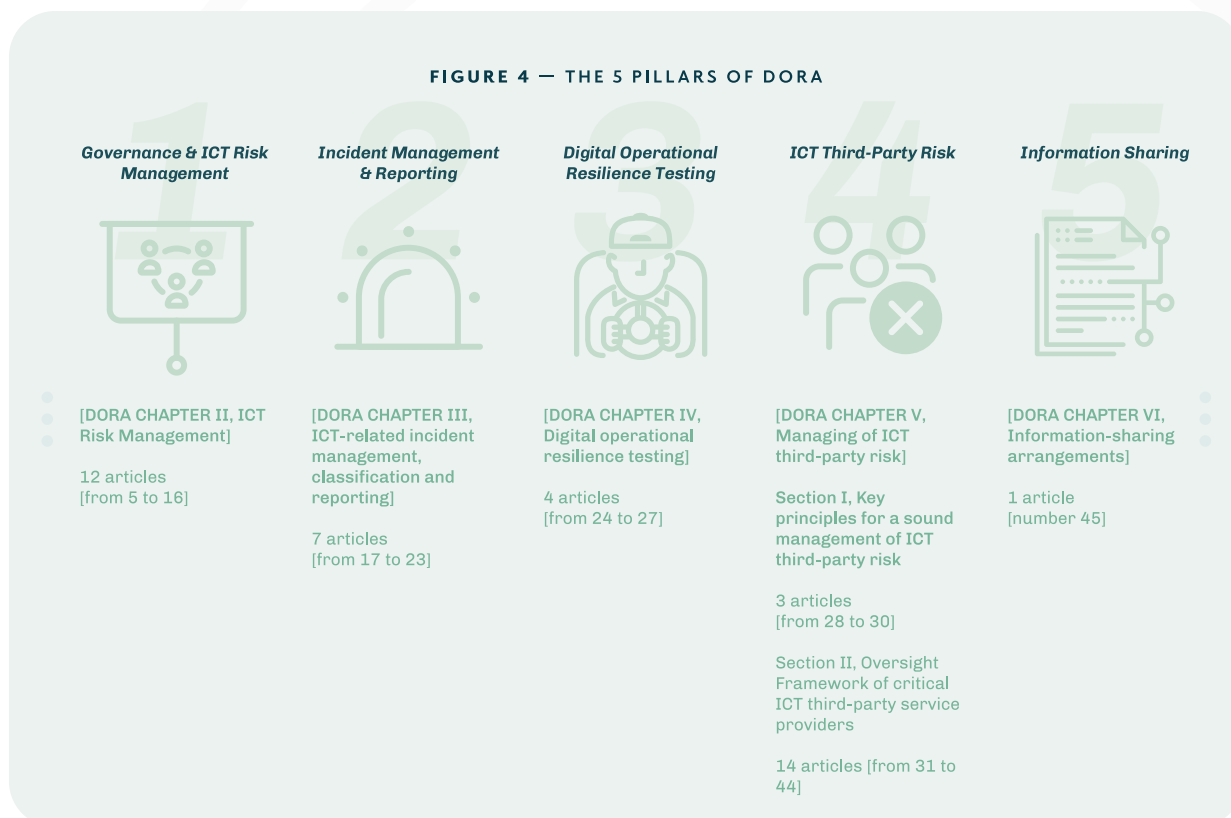 FIGURE 4 — THE 5 PILLARS OF DORA
1
Governance & ICT Risk
Management
[DORA CHAPTER II, ICT
Risk Management]
12 articles
[from 5 to 16]
2
Incident Management
& Reporting
[DORA CHAPTER III,
ICT-related incident
management,
classification and
reporting]
7 articles
[from 17 to 23]
3
Digital Operational
Resilience Testing
[DORA CHAPTER IV,
Digital operational
resilience testing]
4 articles
[from 24 to 27]
4
ICT Third-Party Risk
[DORA CHAPTER V,
Managing of ICT
third-party risk]
Section I, Key
principles for a sound
management of ICT
third-party risk
3 articles
[from 28 to 30]
Section II, Oversight
Framework of critical
ICT third-party service
providers
14 articles [from 31 to
44]
5
Information Sharing
[DORA CHAPTER VI,
Information-sharing
arrangements]
1 article
[number 45]